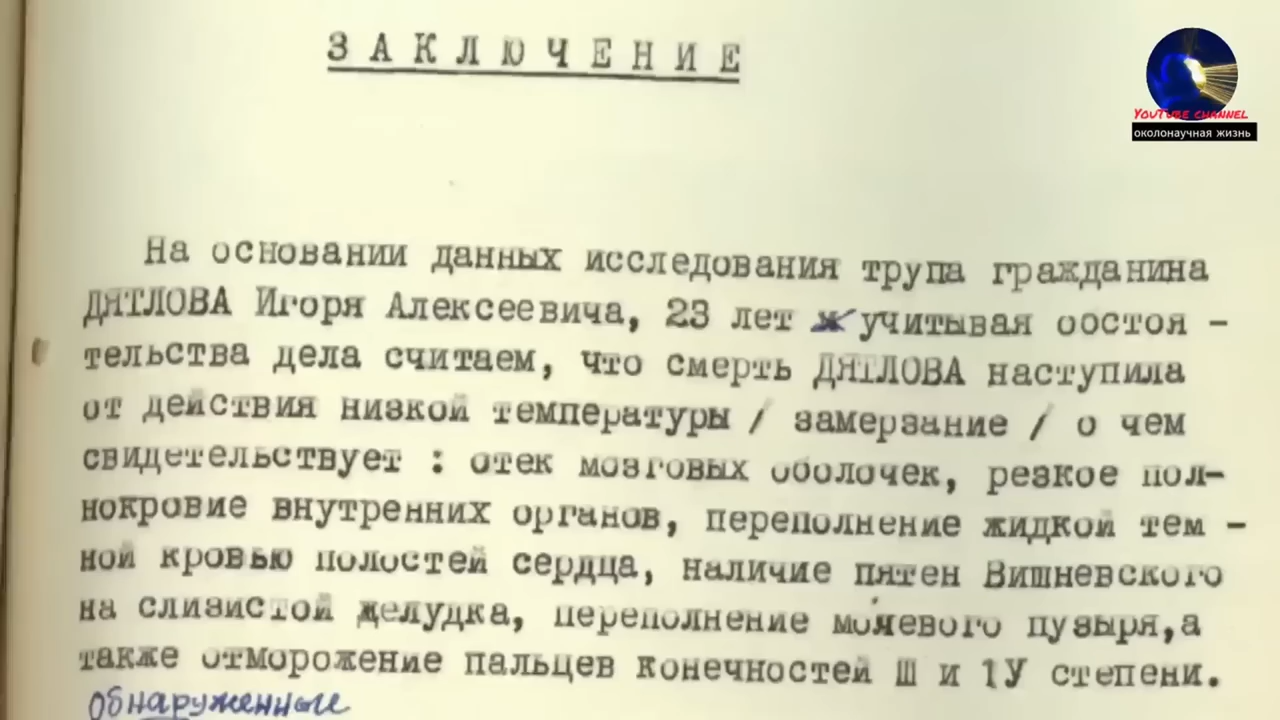 З А К Л Ю Ч Е Н И Е
YouTube channel
околонаучная жизнь
На основании данных исследования трупа гражданина
ДЯТЛОВА Игоря Алексеевича, 23 лет и учитывая обстоя -
тельства дела считаем, что смерть ДЯТЛОВА наступила
от действия низкой температуры / замерзание / о чем
свидетельствует : отек мозговых оболочек, резкое пол-
нокровие внутренних органов, переполнение жидкой тем -
ной кровью полостей сердца, наличие пятен Вишневского
на слизистой желудка, переполнение мочевого пузыря,а
также отморожение пальцев конечностей Ш и 1У степени.
Обнаруженные